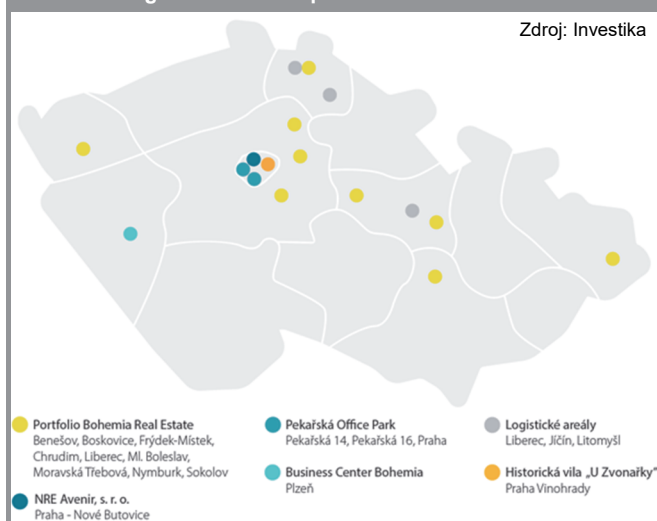 Zdroj: Investika
Portfolio Bohemia Real Estate
Benešov, Boskovice, Frýdek-Místek,
Chrudim, Liberec, Ml. Boleslav,
Moravská Třebová, Nymburk, Sokolov
NRE Avenir, s. r. o.
Praha - Nové Butovice
Pekařská Office Park
Pekařská 14, Pekařská 16, Praha
Business Center Bohemia
Plzeň
Logistické areály
Liberec, Jičín, Litomyšl
Historická vila „U Zvonařky"
Praha Vinohrady